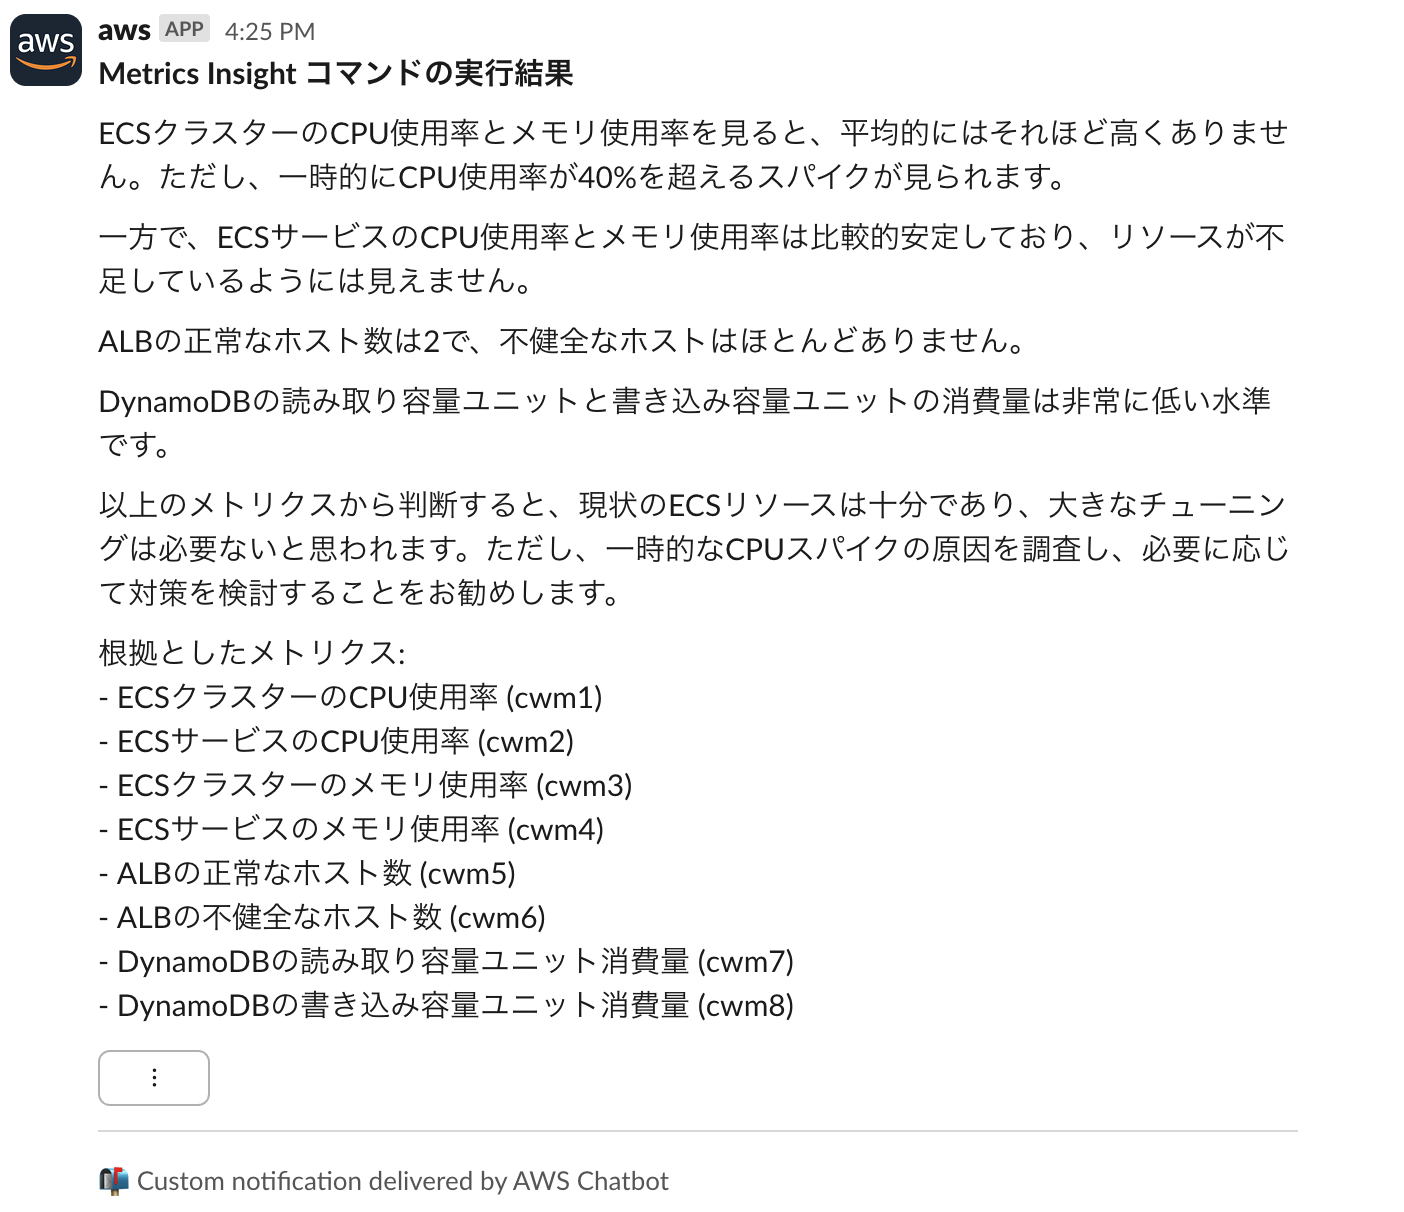 aws
aws APP 4:25 PM
Metrics Insight コマンドの実行結果
ECSクラスターのCPU使用率とメモリ使用率を見ると、平均的にはそれほど高くありませ
ん。ただし、一時的にCPU使用率が40%を超えるスパイクが見られます。
一方で、ECSサービスのCPU使用率とメモリ使用率は比較的安定しており、リソースが不
足しているようには見えません。
ALBの正常なホスト数は2で、不健全なホストはほとんどありません。
DynamoDBの読み取り容量ユニットと書き込み容量ユニットの消費量は非常に低い水準
です。
以上のメトリクスから判断すると、現状のECSリソースは十分であり、大きなチューニン
グは必要ないと思われます。ただし、一時的なCPUスパイクの原因を調査し、必要に応じ
て対策を検討することをお勧めします。
根拠としたメトリクス:
- ECSクラスターのCPU使用率 (cwm1)
- ECSサービスのCPU使用率 (cwm2)
- ECSクラスターのメモリ使用率 (cwm3)
- ECSサービスのメモリ使用率 (cwm4)
- ALBの正常なホスト数 (cwm5)
- ALBの不健全なホスト数 (cwm6)
- DynamoDBの読み取り容量ユニット消費量 (cwm7)
- DynamoDBの書き込み容量ユニット消費量 (cwm8)
Custom notification delivered by AWS Chatbot